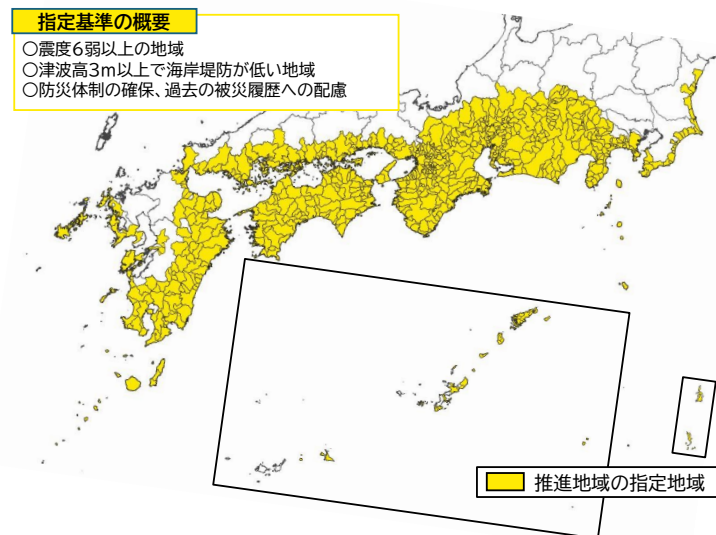 指定基準の概要
○震度6弱以上の地域
○津波高3m以上で海岸堤防が低い地域
○防災体制の確保、過去の被災履歴への配慮
推進地域の指定地域